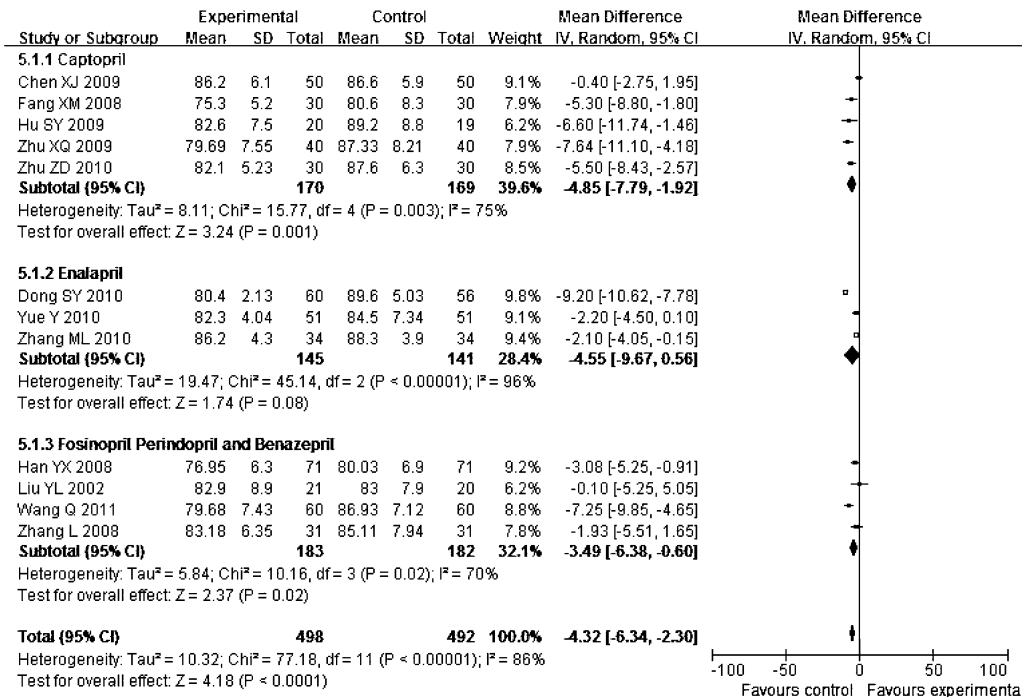 Experimental Control Mean Difference Mean Difference
Study or Subgroup Mean SD Total Mean SD Total Weight IV, Random, 95% CI IV, Random, 95% CI
5.1.1 Captopril
Chen XJ 2009 86.2 6.1 50 86.6 5.9 50 9.1% -0.40 [-2.75, 1.95]
Fang XM 2008 75.3 5.2 30 80.6 8.3 30 7.9% -5.30 [-8.80, -1.80]
Hu SY 2009 82.6 7.5 20 89.2 8.8 19 6.2% -6.60 [-11.74, -1.46]
Zhu XQ 2009 79.69 7.55 40 87.33 8.21 40 7.9% -7.64 [-11.10, -4.18]
Zhu ZD 2010 82.1 5.23 30 87.6 6.3 30 8.5% -5.50 [-8.43, -2.57]
Subtotal (95% CI) 170 169 39.6% -4.85 [-7.79, -1.92]
Heterogeneity: Tau² = 8.11; Chi² = 15.77, df = 4 (P = 0.003); I² = 75%
Test for overall effect: Z = 3.24 (P = 0.001)
5.1.2 Enalapril
Dong SY 2010 80.4 2.13 60 89.6 5.03 56 9.8% -9.20 [-10.62, -7.78]
Yue Y 2010 82.3 4.04 51 84.5 7.34 51 9.1% -2.20 [-4.50, 0.10]
Zhang ML 2010 86.2 4.3 34 88.3 3.9 34 9.4% -2.10 [-4.05, -0.15]
Subtotal (95% CI) 145 141 28.4% -4.55 [-9.67, 0.56]
Heterogeneity: Tau² = 19.47; Chi² = 45.14, df = 2 (P < 0.00001); I² = 96%
Test for overall effect: Z = 1.74 (P = 0.08)
5.1.3 Fosinopril Perindopril and Benazepril
Han YX 2008 76.95 6.3 71 80.03 6.9 71 9.2% -3.08 [-5.25, -0.91]
Liu YL 2002 82.9 8.9 21 83 7.9 20 6.2% -0.10 [-5.25, 5.05]
Wang Q 2011 79.68 7.43 60 86.93 7.12 60 8.8% -7.25 [-9.85, -4.65]
Zhang L 2008 83.18 6.35 31 85.11 7.94 31 7.8% -1.93 [-5.51, 1.65]
Subtotal (95% CI) 183 182 32.1% -3.49 [-6.38, -0.60]
Heterogeneity: Tau² = 5.84; Chi² = 10.16, df = 3 (P = 0.02); I² = 70%
Test for overall effect: Z = 2.37 (P = 0.02)
Total (95% CI) 498 492 100.0% -4.32 [-6.34, -2.30]
Heterogeneity: Tau² = 10.32; Chi² = 77.18, df = 11 (P < 0.00001); I² = 86%
Test for overall effect: Z = 4.18 (P < 0.0001)
-100 -50 0 50 100
Favours control Favours experimenta